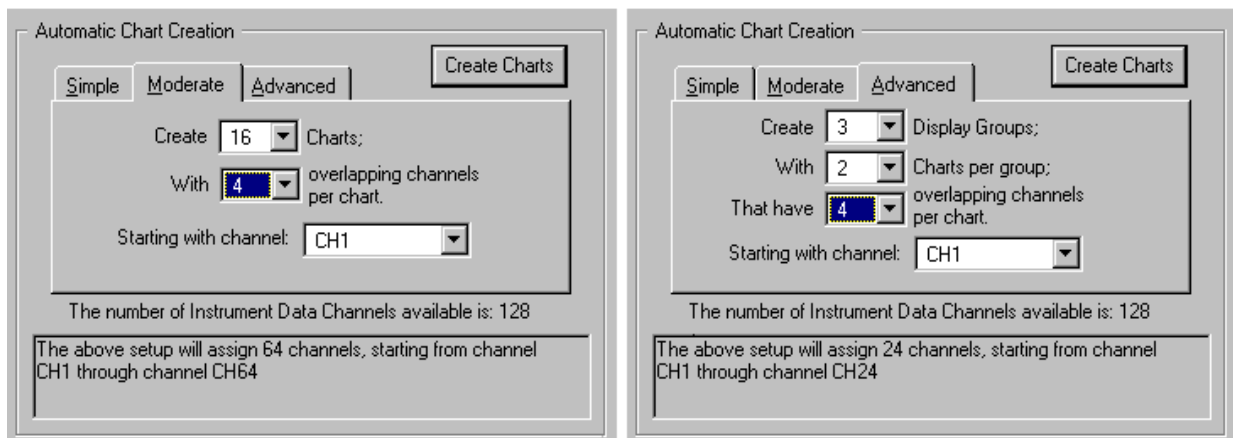 Automatic Chart Creation
Create Charts
Simple Moderate Advanced
Create 16 Charts;
With 4 overlapping channels
per chart.
Starting with channel: CH1
The number of Instrument Data Channels available is: 128
The above setup will assign 64 channels, starting from channel
CH1 through channel CH64
Automatic Chart Creation
Create Charts
Simple Moderate Advanced
Create 3 Display Groups;
With 2 Charts per group;
That have 4 overlapping channels
per chart.
Starting with channel: CH1
The number of Instrument Data Channels available is: 128
The above setup will assign 24 channels, starting from channel
CH1 through channel CH24